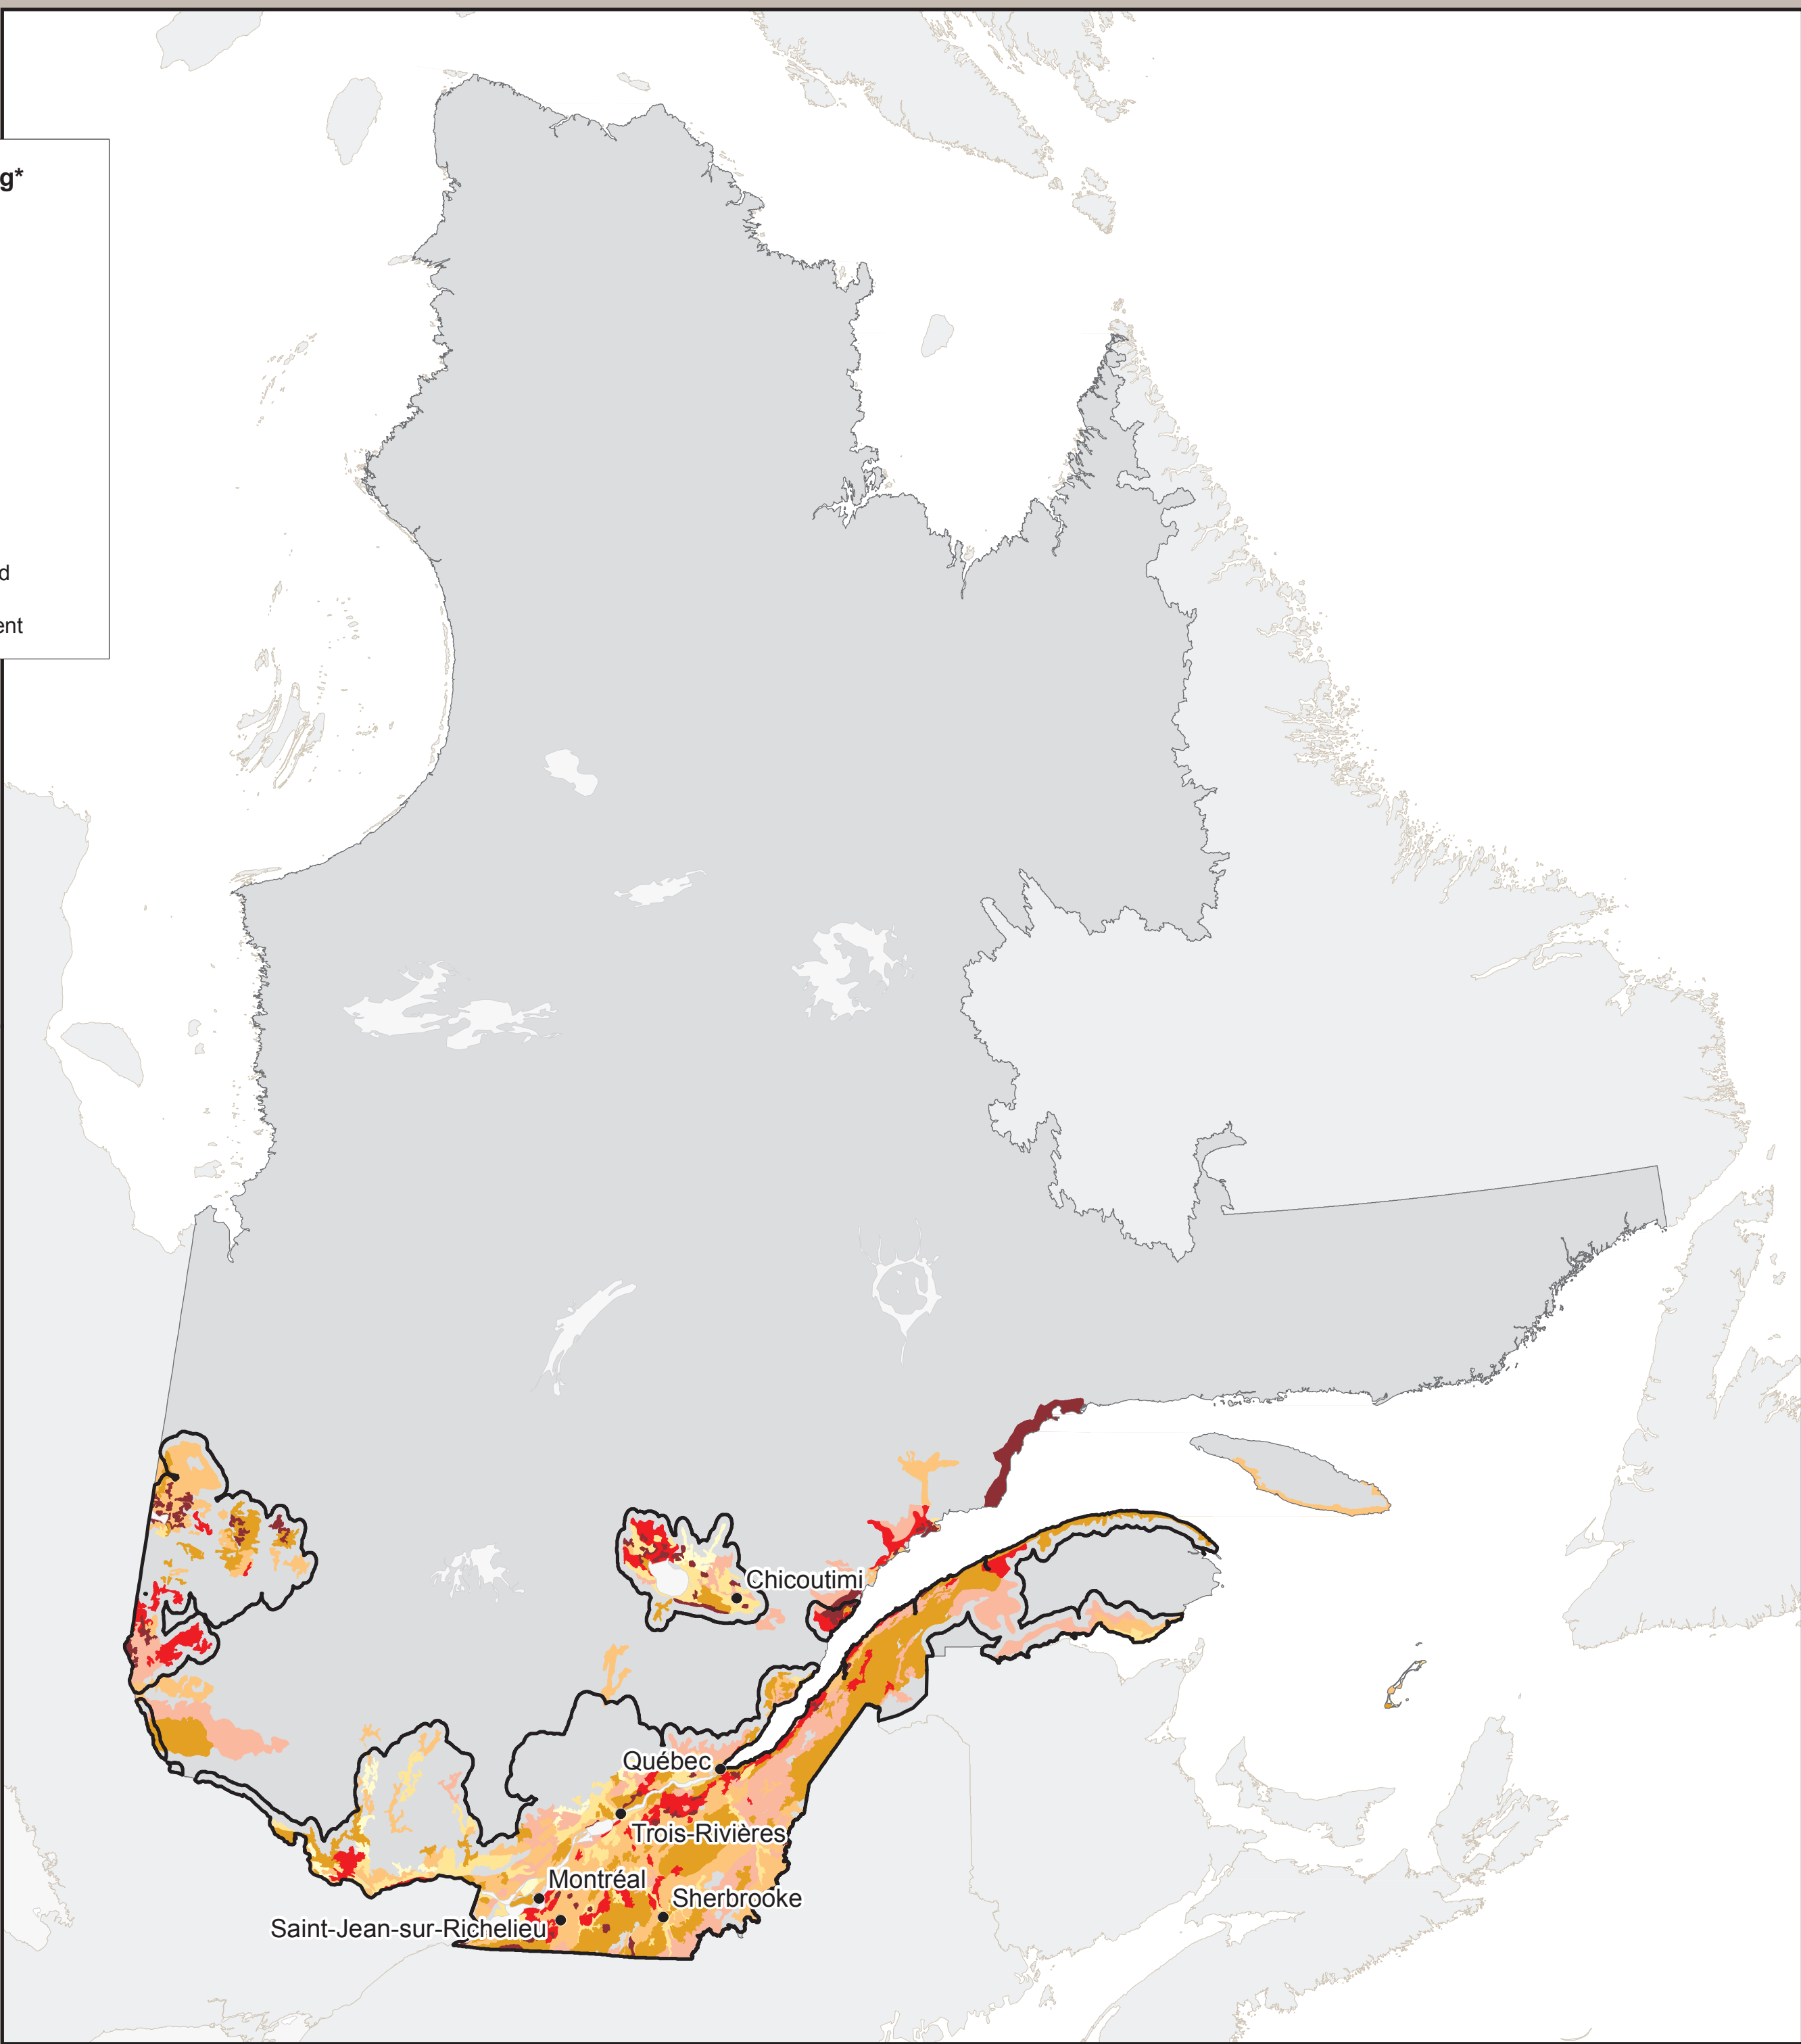 g*
d
ent
Chicoutimi
Québec
Trois-Rivières
Montréal
Sherbrooke
Saint-Jean-sur-Richelieu